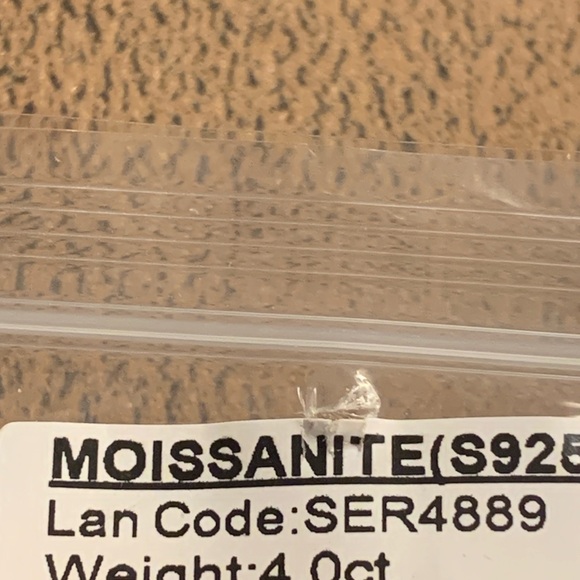 MOISSANITE(S925
Lan Code:SER4889
Weight:4.0ct